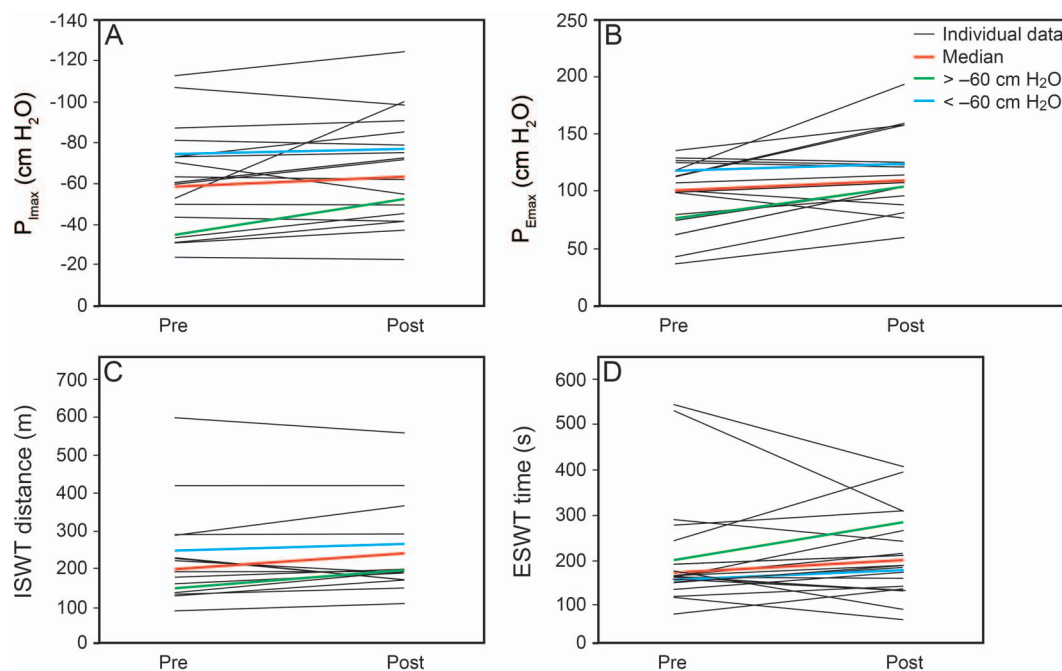 A
-140
-120
-100
-80
-60
-40
-20
0
PImax (cm H2O)
Pre
Post
B
250
200
150
100
50
0
PEmax (cm H2O)
Pre
Post
Individual data
Median
> –60 cm H2O
< –60 cm H2O
C
700
600
500
400
300
200
100
0
ISWT distance (m)
Pre
Post
D
600
500
400
300
200
100
0
ESWT time (s)
Pre
Post